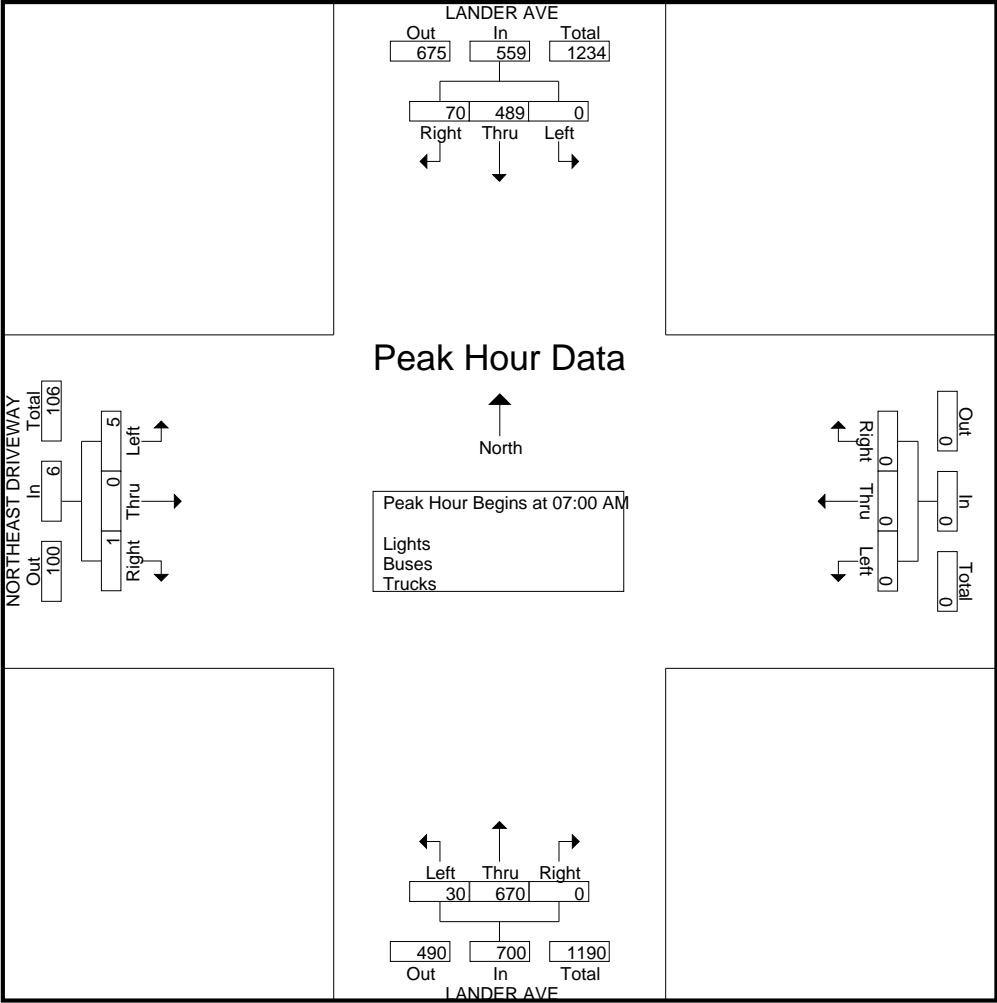 LANDER AVE
Out In Total
675 559 1234
70 489 0
Right Thru Left
Peak Hour Data
North
Peak Hour Begins at 07:00 AM
Lights
Buses
Trucks
NORTHEAST DRIVEWAY
Out In Total
100 6 106
1 0 5
Right Thru Left
Out In Total
0 0 0
0 0 0
Right Thru Left
Left Thru Right
30 670 0
490 700 1190
Out In Total
LANDER AVE